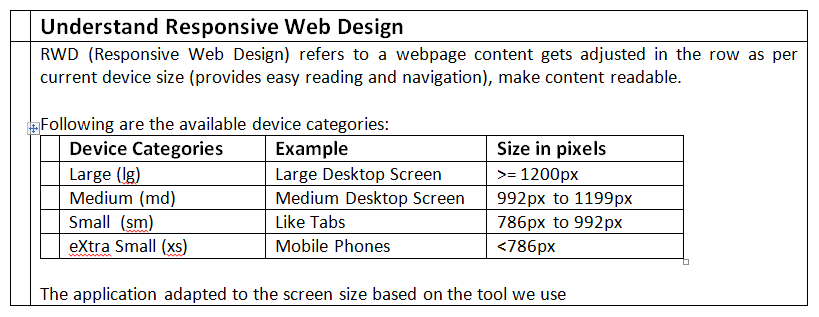 Understand Responsive Web Design
RWD (Responsive Web Design) refers to a webpage content gets adjusted in the row as per
current device size (provides easy reading and navigation), make content readable.
Following are the available device categories:
Device Categories Example Size in pixels
Large (lg) Large Desktop Screen >= 1200px
Medium (md) Medium Desktop Screen 992px to 1199px
Small  (sm) Like Tabs 786px to 992px
eXtra Small (xs) Mobile Phones <786px
The application adapted to the screen size based on the tool we use